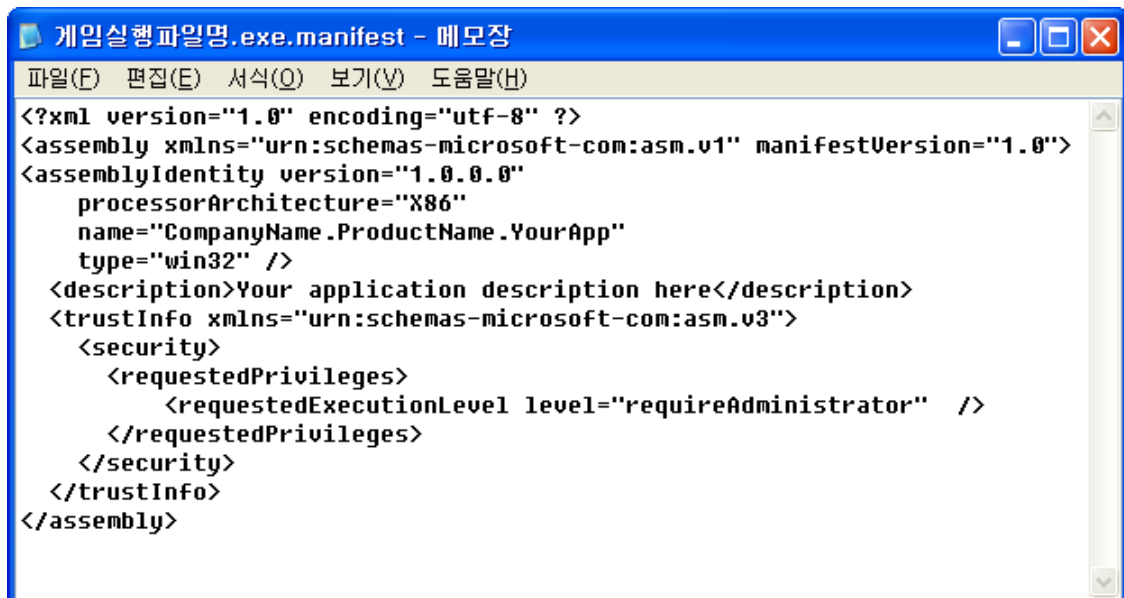 게임실행파일명.exe.manifest - 메모장
파일(F) 편집(E) 서식(O) 보기(V) 도움말(H)
<?xml version="1.0" encoding="utf-8" ?>
<assembly xmlns="urn:schemas-microsoft-com:asm.v1" manifestVersion="1.0">
<assemblyIdentity version="1.0.0.0"
    processorArchitecture="X86"
    name="CompanyName.ProductName.YourApp"
    type="win32" />
  <description>Your application description here</description>
  <trustInfo xmlns="urn:schemas-microsoft-com:asm.v3">
    <security>
      <requestedPrivileges>
          <requestedExecutionLevel level="requireAdministrator"  />
      </requestedPrivileges>
    </security>
  </trustInfo>
</assembly>